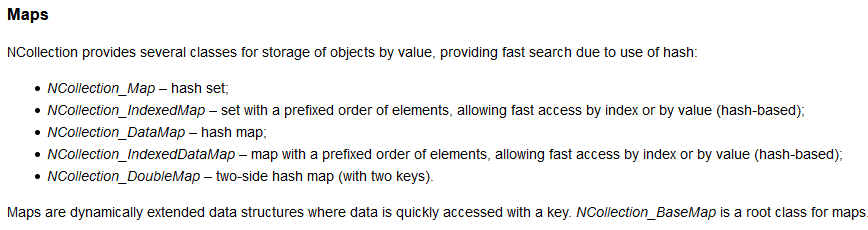 Maps
NCollection provides several classes for storage of objects by value, providing fast search due to use of hash:
• NCollection_Map – hash set;
• NCollection_IndexedMap – set with a prefixed order of elements, allowing fast access by index or by value (hash-based);
• NCollection_DataMap – hash map;
• NCollection_IndexedDataMap – map with a prefixed order of elements, allowing fast access by index or by value (hash-based);
• NCollection_DoubleMap – two-side hash map (with two keys).
Maps are dynamically extended data structures where data is quickly accessed with a key. NCollection_BaseMap is a root class for maps.